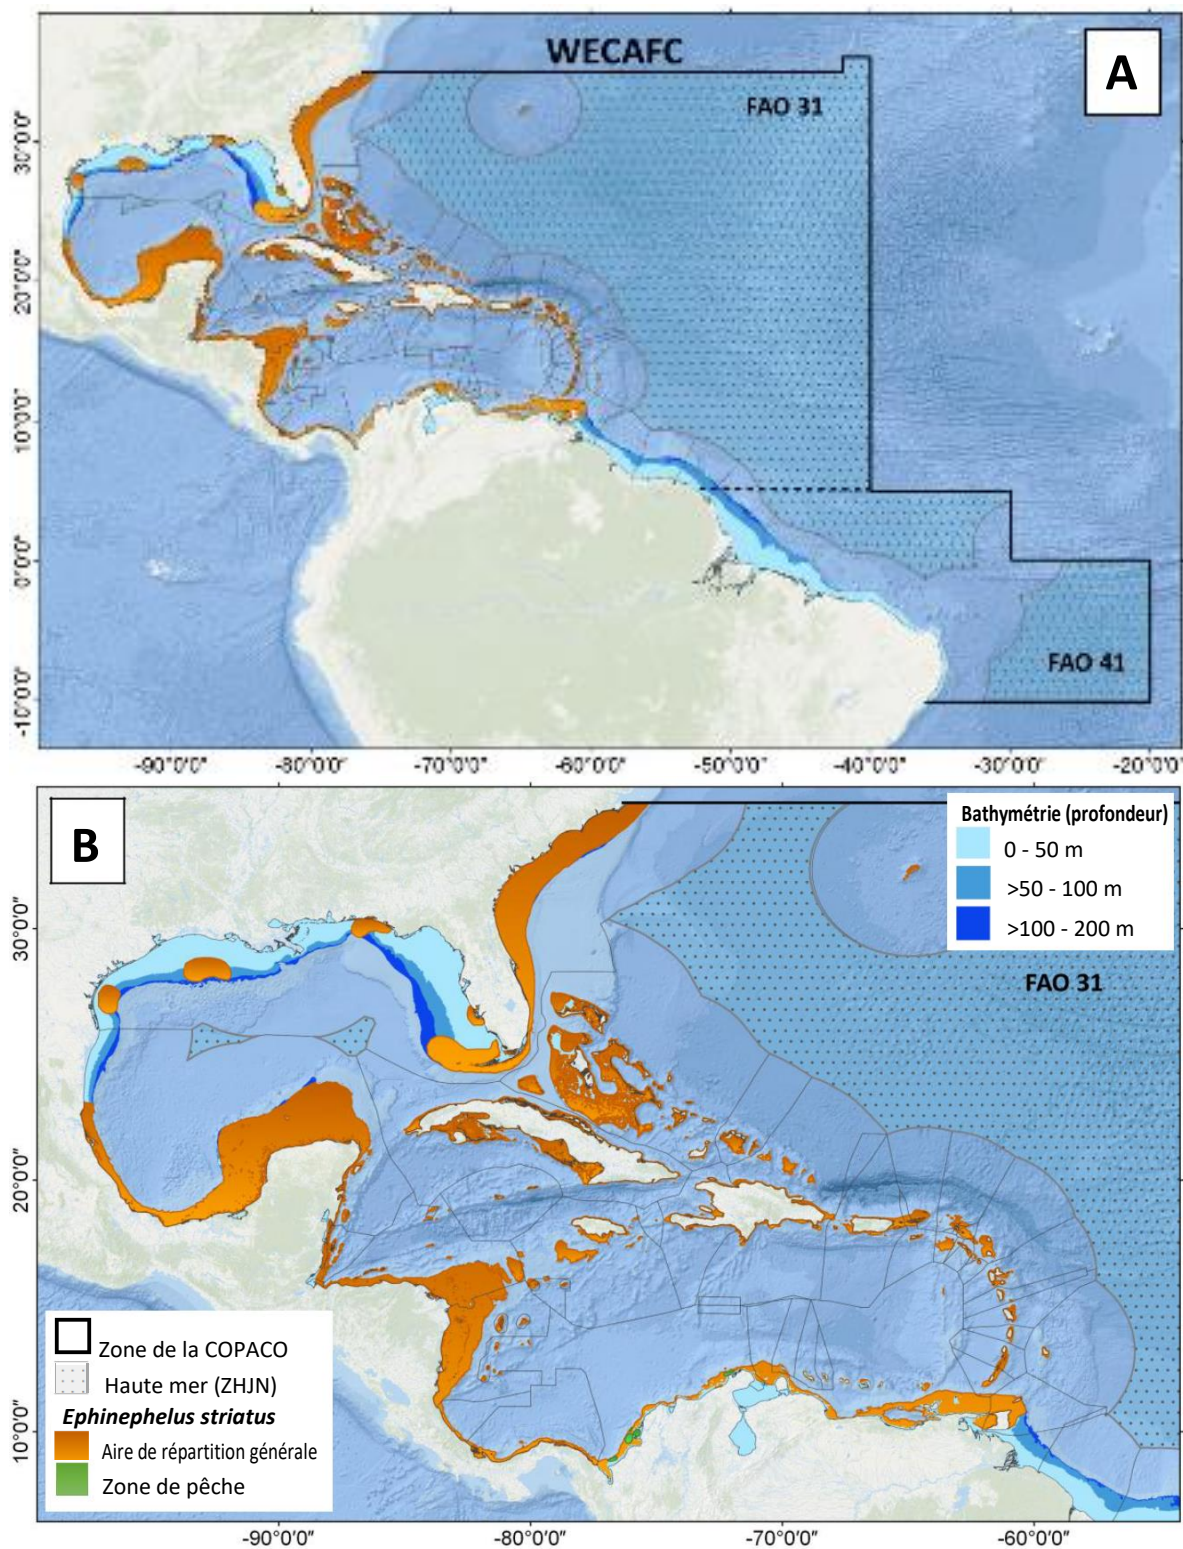 WECAFC
A
FAO 31
FAO 41
30°0'0"
20°0'0"
10°0'0"
0°0'0"
-10°0'0"
-90°0'0"
-80°0'0"
-70°0'0"
-60°0'0"
-50°0'0"
-40°0'0"
-30°0'0"
-20°0'0"
B
Bathymétrie (profondeur)
0 - 50 m
>50 - 100 m
>100 - 200 m
FAO 31
30°0'0"
20°0'0"
10°0'0"
Zone de la COPACO
Haute mer (ZHJN)
Ephinephelus striatus
Aire de répartition générale
Zone de pêche
-90°0'0"
-80°0'0"
-70°0'0"
-60°0'0"